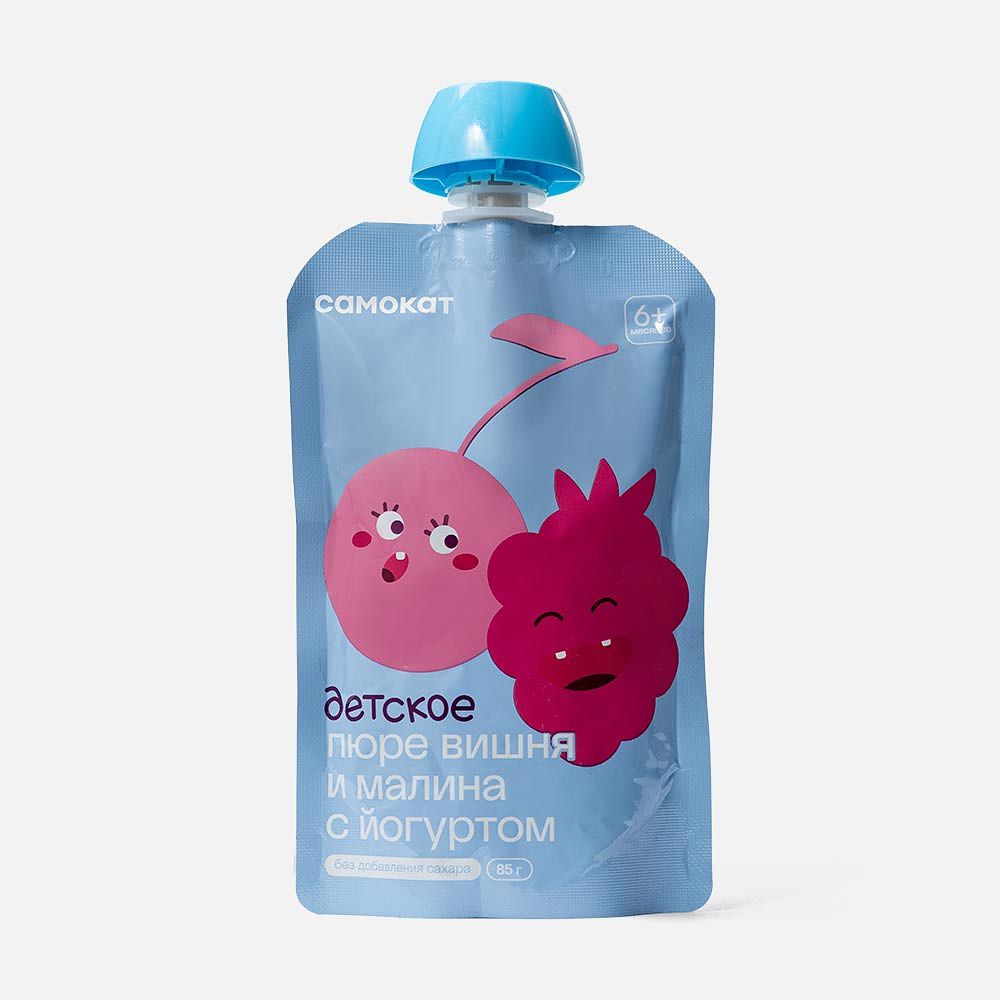 самокат
6+
месяцев
детское
пюре вишня
и малина
с йогуртом
без добавления сахара
85 г